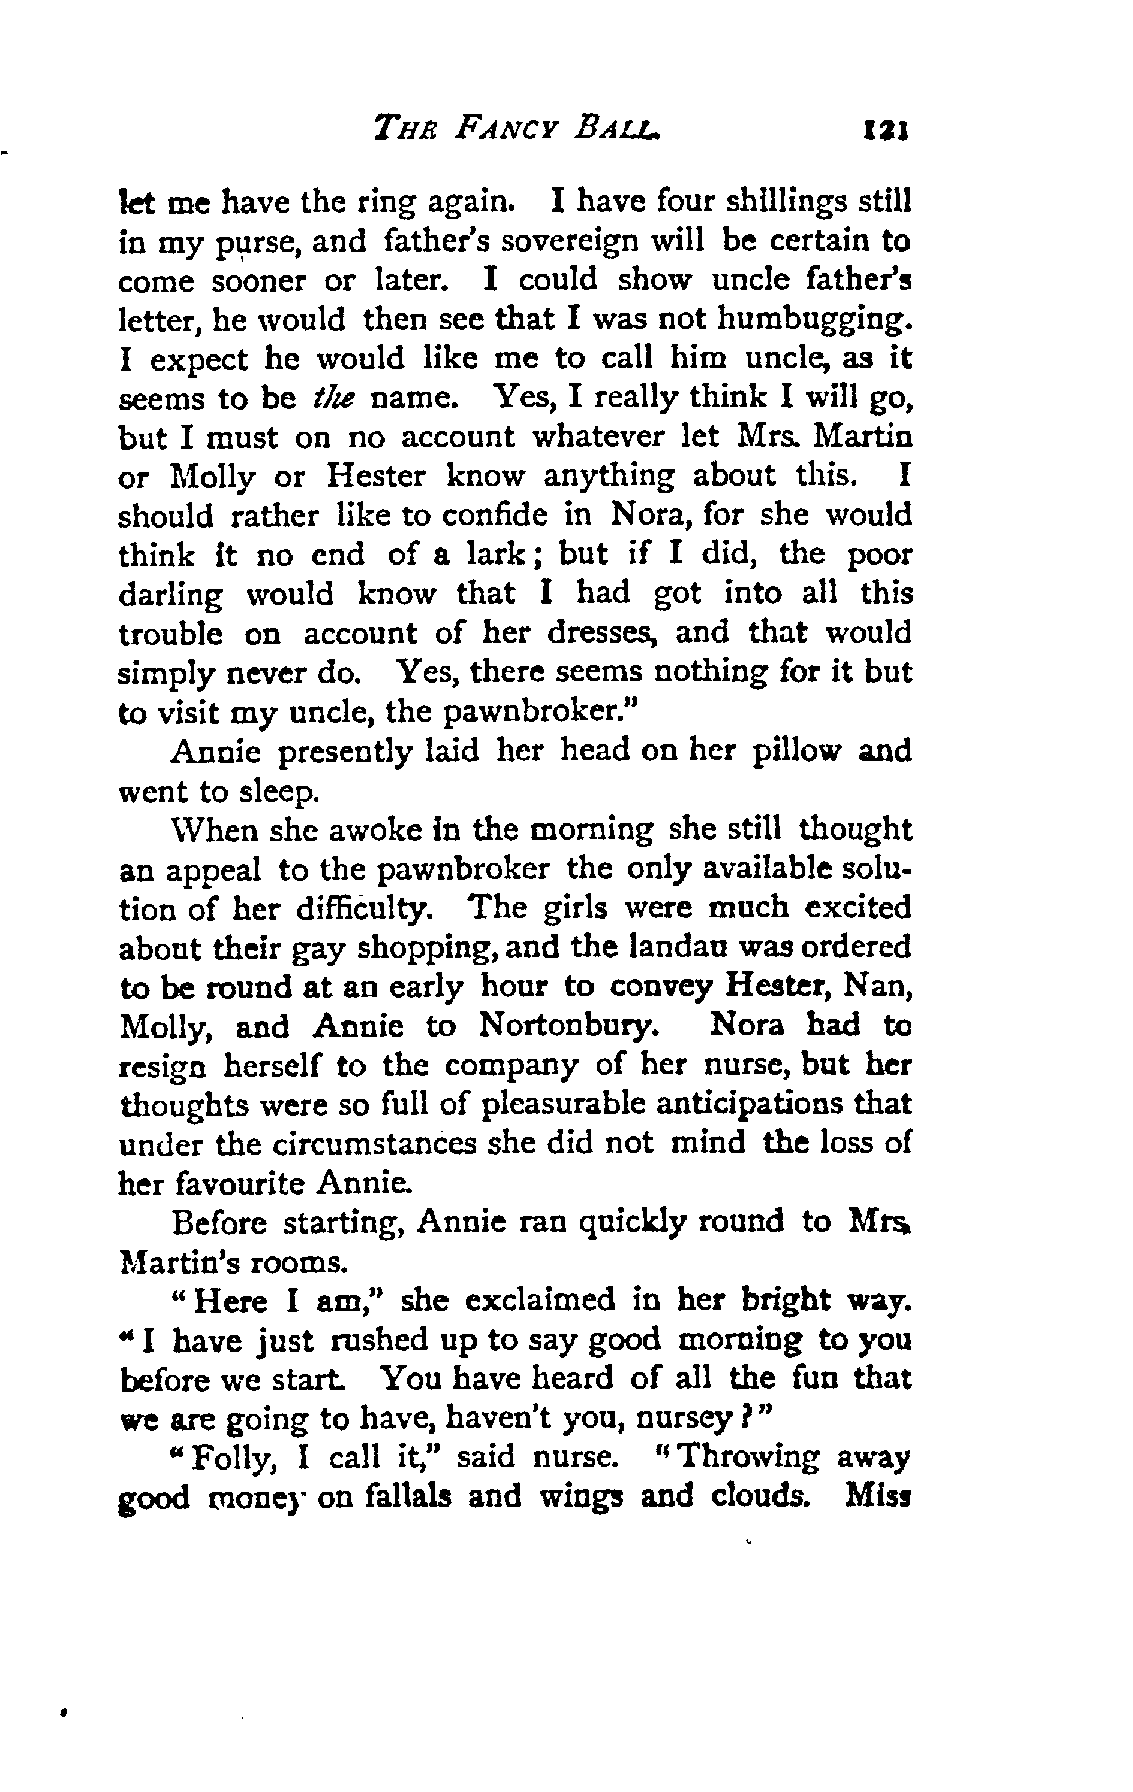 THE FANCY BALL. 121
let me have the ring again. I have four shillings still
in my purse, and father's sovereign will be certain to
come sooner or later. I could show uncle father's
letter, he would then see that I was not humbugging.
I expect he would like me to call him uncle, as it
seems to be the name. Yes, I really think I will go,
but I must on no account whatever let Mrs. Martin
or Molly or Hester know anything about this. I
should rather like to confide in Nora, for she would
think it no end of a lark; but if I did, the poor
darling would know that I had got into all this
trouble on account of her dresses, and that would
simply never do. Yes, there seems nothing for it but
to visit my uncle, the pawnbroker."
Annie presently laid her head on her pillow and
went to sleep.
When she awoke in the morning she still thought
an appeal to the pawnbroker the only available solu-
tion of her difficulty. The girls were much excited
about their gay shopping, and the landau was ordered
to be round at an early hour to convey Hester, Nan,
Molly, and Annie to Nortonbury. Nora had to
resign herself to the company of her nurse, but her
thoughts were so full of pleasurable anticipations that
under the circumstances she did not mind the loss of
her favourite Annie.
Before starting, Annie ran quickly round to Mrs.
Martin's rooms.
"Here I am," she exclaimed in her bright way.
"I have just rushed up to say good morning to you
before we start. You have heard of all the fun that
we are going to have, haven't you, nursey?"
"Folly, I call it," said nurse. "Throwing away
good money on fallals and wings and clouds. Miss